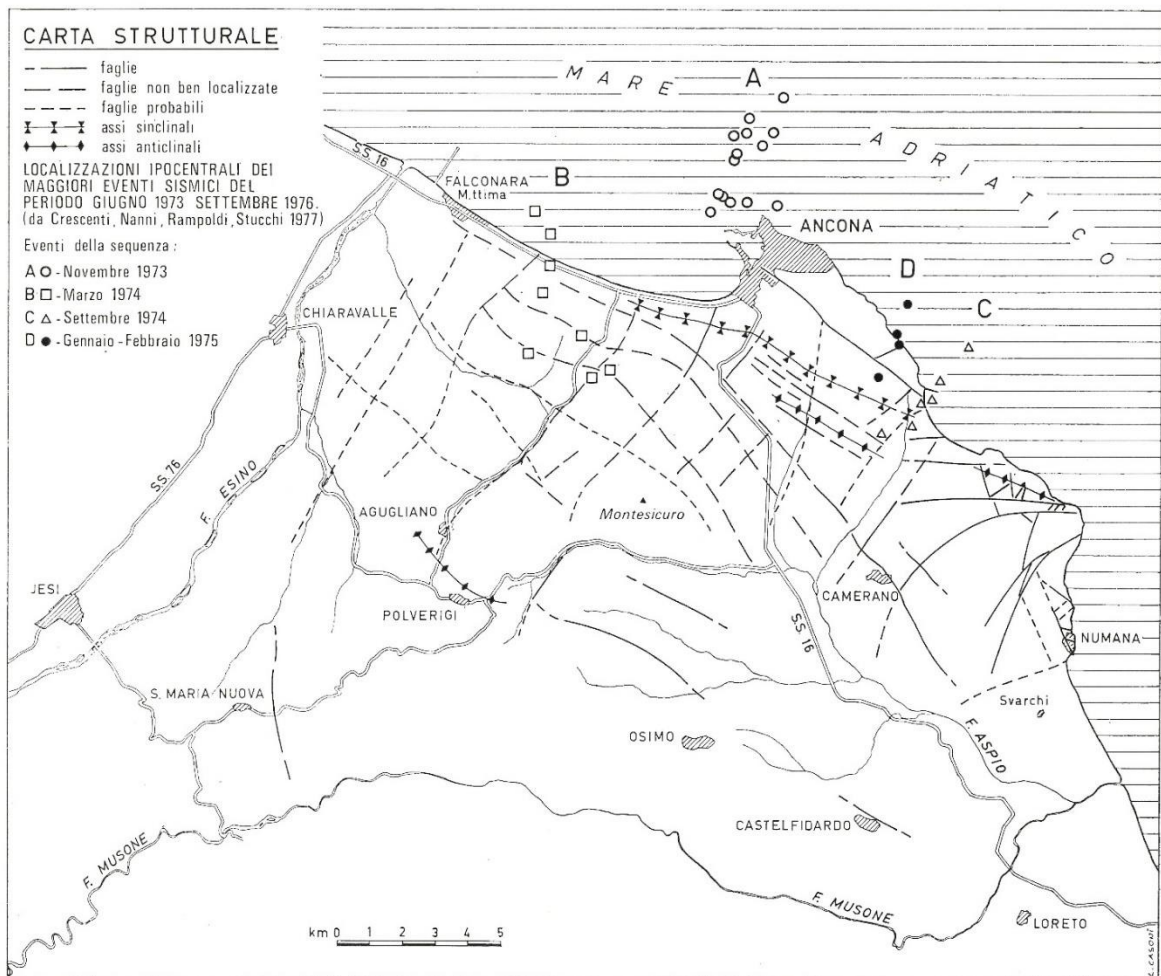 CARTA STRUTTURALE
faglie
faglie non ben localizzate
faglie probabili
assi sinclinali
assi anticlinali
LOCALIZZAZIONI IPOCENTRALI DEI
MAGGIORI EVENTI SISMICI DEL
PERIODO GIUGNO 1973 SETTEMBRE 1976.
(da Crescenti, Nanni, Rampoldi, Stucchi 1977)
Eventi della sequenza :
A - Novembre 1973
B - Marzo 1974
C - Settembre 1974
D - Gennaio - Febbraio 1975
MARE ADRIATICO
A
B
SS. 16
FALCONARA
M.ttima
ANCONA
D
C
CHIARAVALLE
SS. 76
F. ESINO
AGUGLIANO
Montesicuro
JESI
POLVERIGI
CAMERANO
SS. 16
NUMANA
S. MARIA NUOVA
Svarchi
OSIMO
F. ASPIO
CASTELFIDARDO
F. MUSONE
F. MUSONE
LORETO
km 0 1 2 3 4 5
L. CASONI